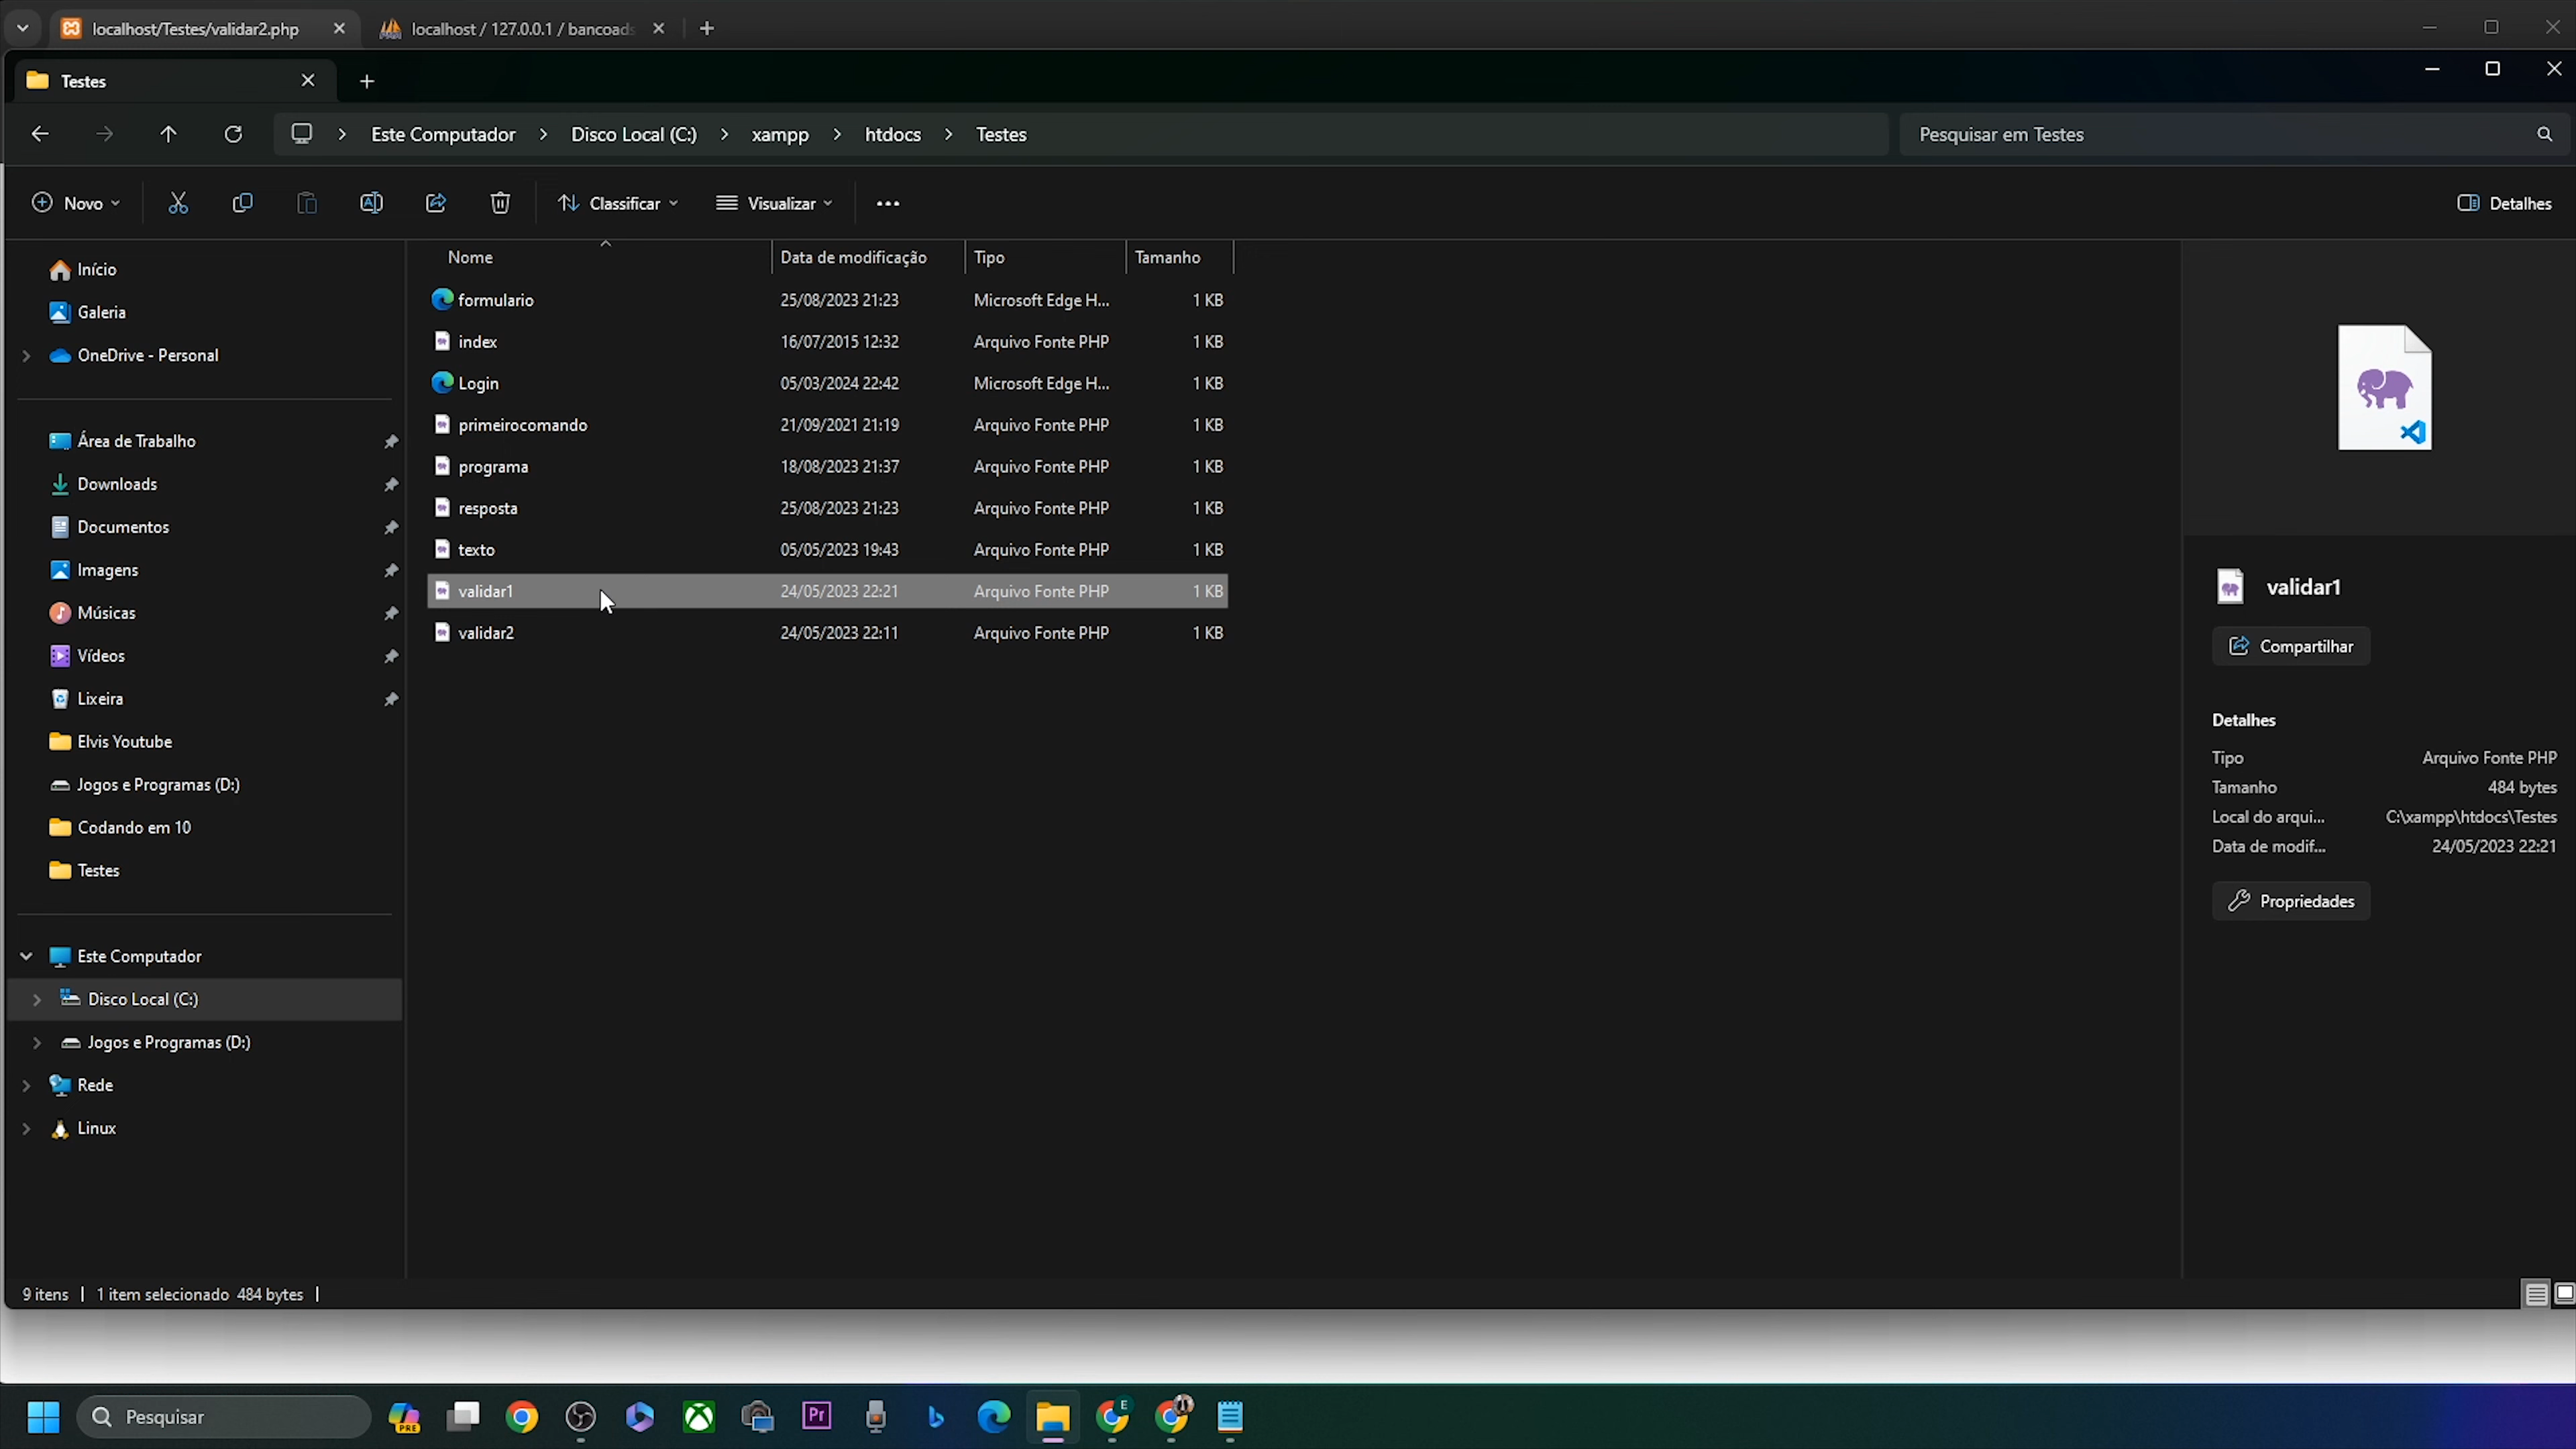 localhost/Testes/validar2.php
localhost / 127.0.0.1 / bancoads
Testes
Este Computador
Disco Local (C:)
xampp
htdocs
Testes
Pesquisar em Testes
Novo
Classificar
Visualizar
Detalhes
Início
Galeria
OneDrive - Personal
Área de Trabalho
Downloads
Documentos
Imagens
Músicas
Vídeos
Lixeira
Elvis Youtube
Jogos e Programas (D:)
Codando em 10
Testes
Este Computador
Disco Local (C:)
Jogos e Programas (D:)
Rede
Linux
Nome Data de modificação Tipo Tamanho
formulario 25/08/2023 21:23 Microsoft Edge H... 1 KB
index 16/07/2015 12:32 Arquivo Fonte PHP 1 KB
Login 05/03/2024 22:42 Microsoft Edge H... 1 KB
primeirocomando 21/09/2021 21:19 Arquivo Fonte PHP 1 KB
programa 18/08/2023 21:37 Arquivo Fonte PHP 1 KB
resposta 25/08/2023 21:23 Arquivo Fonte PHP 1 KB
texto 05/05/2023 19:43 Arquivo Fonte PHP 1 KB
validar1 24/05/2023 22:21 Arquivo Fonte PHP 1 KB
validar2 24/05/2023 22:11 Arquivo Fonte PHP 1 KB
validar1
Compartilhar
Detalhes
Tipo Arquivo Fonte PHP
Tamanho 484 bytes
Local do arqui... C:\xampp\htdocs\Testes
Data de modif... 24/05/2023 22:21
Propriedades
9 itens 1 item selecionado 484 bytes
Pesquisar
PRE
Pr
E